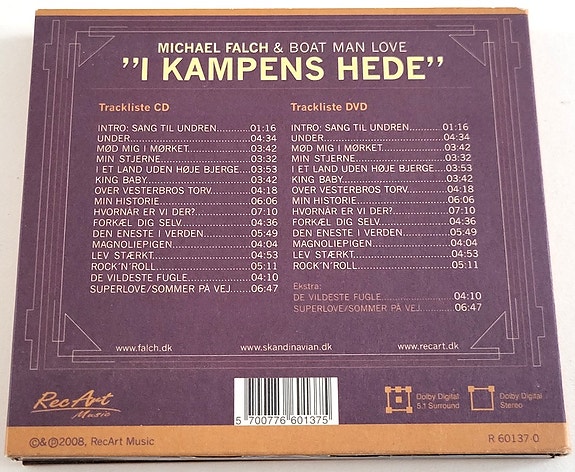 MICHAEL FALCH & BOAT MAN LOVE
"I KAMPENS HEDE"
Trackliste CD
INTRO: SANG TIL UNDREN...........01:16
UNDER.......................................04:34
MØD MIG I MØRKET...................03:42
MIN STJERNE............................03:32
I ET LAND UDEN HØJE BJERGE...03:53
KING BABY................................03:42
OVER VESTERBROS TORV...........04:18
MIN HISTORIE............................06:06
HVORNÅR ER VI DER?................07:10
FORKÆL DIG SELV.....................04:36
DEN ENESTE I VERDEN..............05:49
MAGNOLIEPIGEN.......................04:04
LEV STÆRKT..............................04:53
ROCK'N'ROLL............................05:11
DE VILDESTE FUGLE...................04:10
SUPERLOVE/SOMMER PÅ VEJ......06:47
Trackliste DVD
INTRO: SANG TIL UNDREN...........01:16
UNDER.......................................04:34
MØD MIG I MØRKET...................03:42
MIN STJERNE............................03:32
I ET LAND UDEN HØJE BJERGE...03:53
KING BABY................................03:42
OVER VESTERBROS TORV...........04:18
MIN HISTORIE............................06:06
HVORNÅR ER VI DER?................07:10
FORKÆL DIG SELV.....................04:36
DEN ENESTE I VERDEN..............05:49
MAGNOLIEPIGEN.......................04:04
LEV STÆRKT..............................04:53
ROCK'N'ROLL............................05:11
Ekstra:
DE VILDESTE FUGLE...................04:10
SUPERLOVE/SOMMER PÅ VEJ......06:47
www.falch.dk
www.skandinavian.dk
www.recart.dk
RecArt
Music
5 700776 601375
Dolby Digital
5.1 Surround
Dolby Digital
Stereo
©&℗2008, RecArt Music
R 60137 0